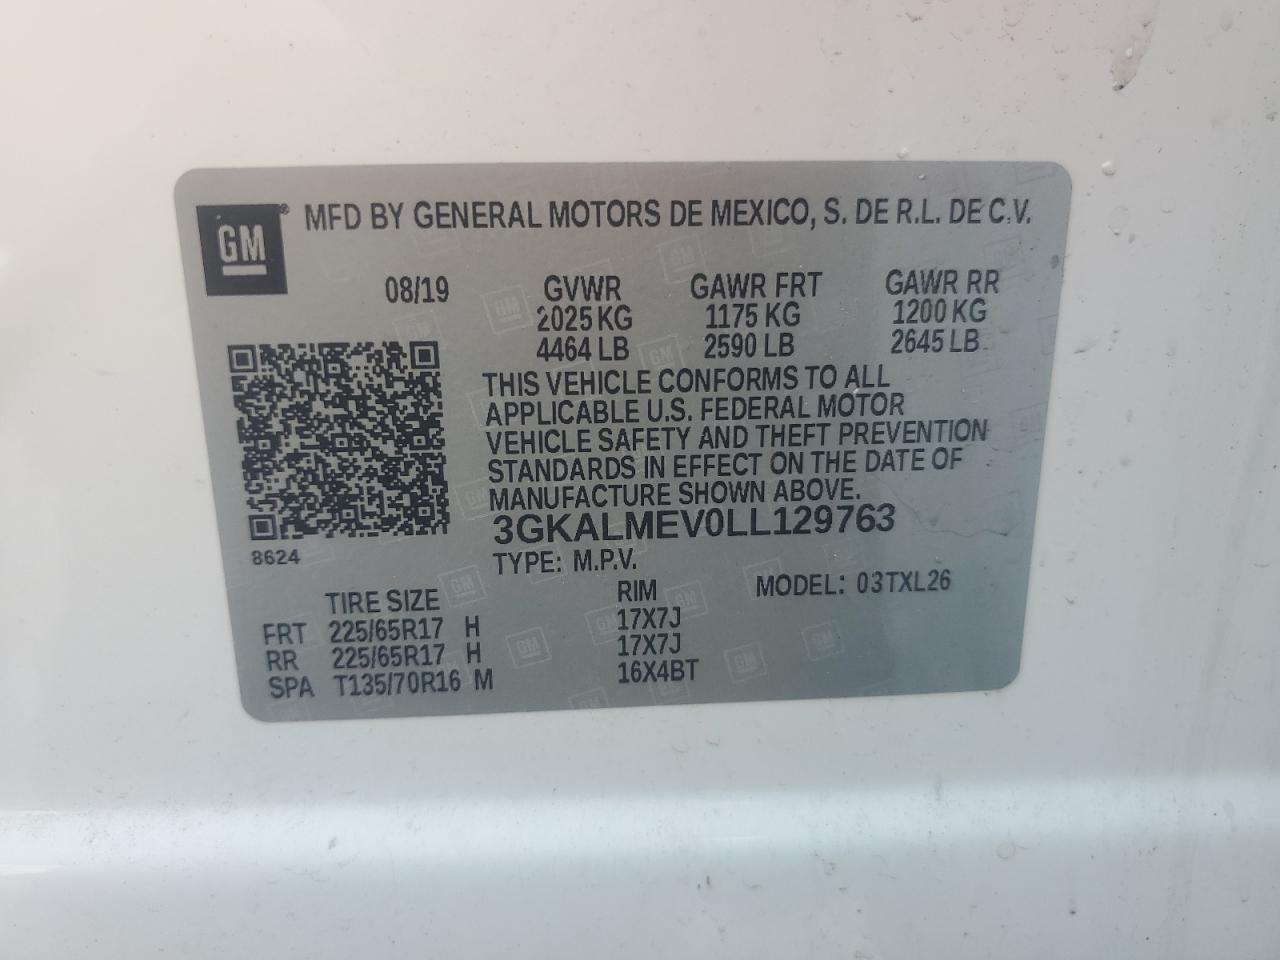 GM® MFD BY GENERAL MOTORS DE MEXICO, S. DE R.L. DE C.V.
08/19 GVWR GAWR FRT GAWR RR
2025 KG 1175 KG 1200 KG
4464 LB 2590 LB 2645 LB
THIS VEHICLE CONFORMS TO ALL
APPLICABLE U.S. FEDERAL MOTOR
VEHICLE SAFETY AND THEFT PREVENTION
STANDARDS IN EFFECT ON THE DATE OF
MANUFACTURE SHOWN ABOVE.
3GKALMEV0LL129763
8624
TYPE: M.P.V.
TIRE SIZE RIM MODEL: 03TXL26
FRT 225/65R17 H 17X7J
RR 225/65R17 H 17X7J
SPA T135/70R16 M 16X4BT